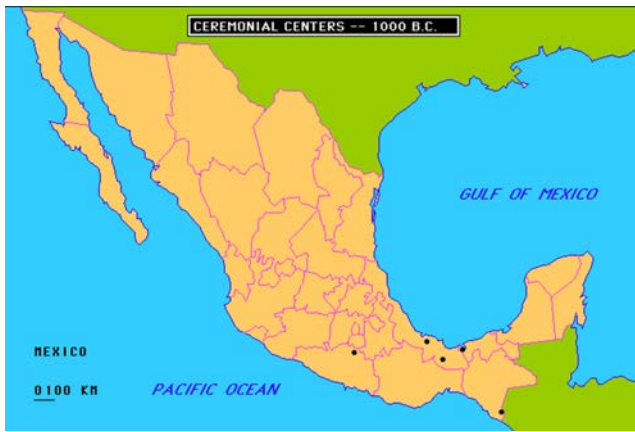 CEREMONIAL CENTERS -- 1000 B.C.
GULF OF MEXICO
MEXICO
0100 KM
PACIFIC OCEAN